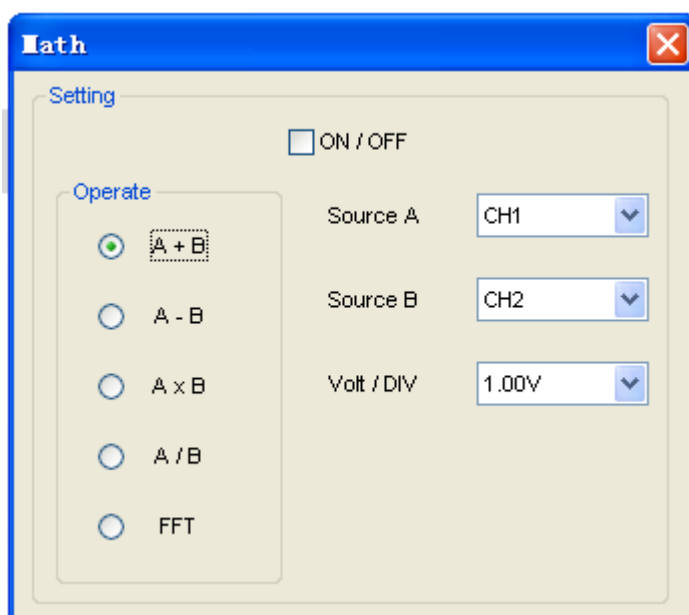 Math
Setting
ON / OFF
Operate
A + B
A - B
A x B
A / B
FFT
Source A CH1
Source B CH2
Volt / DIV 1.00V